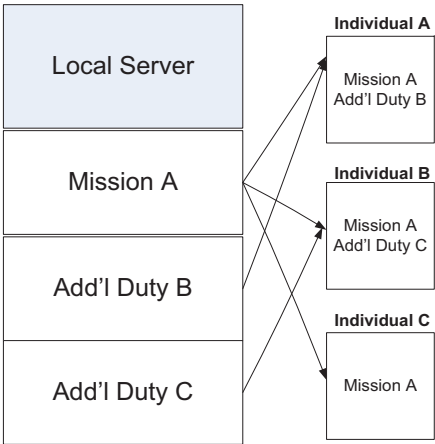 Local Server
Mission A
Add’l Duty B
Add’l Duty C
Individual A
Mission A
Add’l Duty B
Individual B
Mission A
Add’l Duty C
Individual C
Mission A